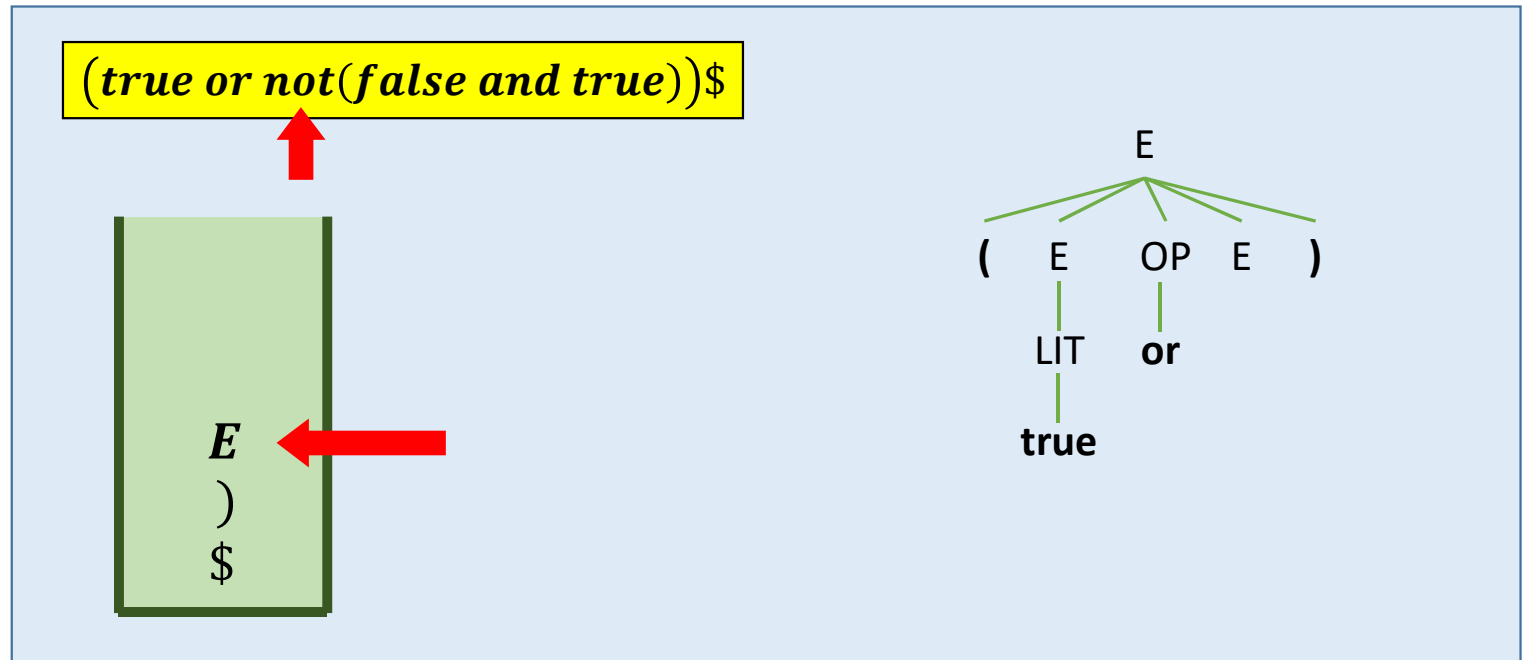 (true or not(false and true))$
E
)
$
E
( E OP E )
LIT or
true